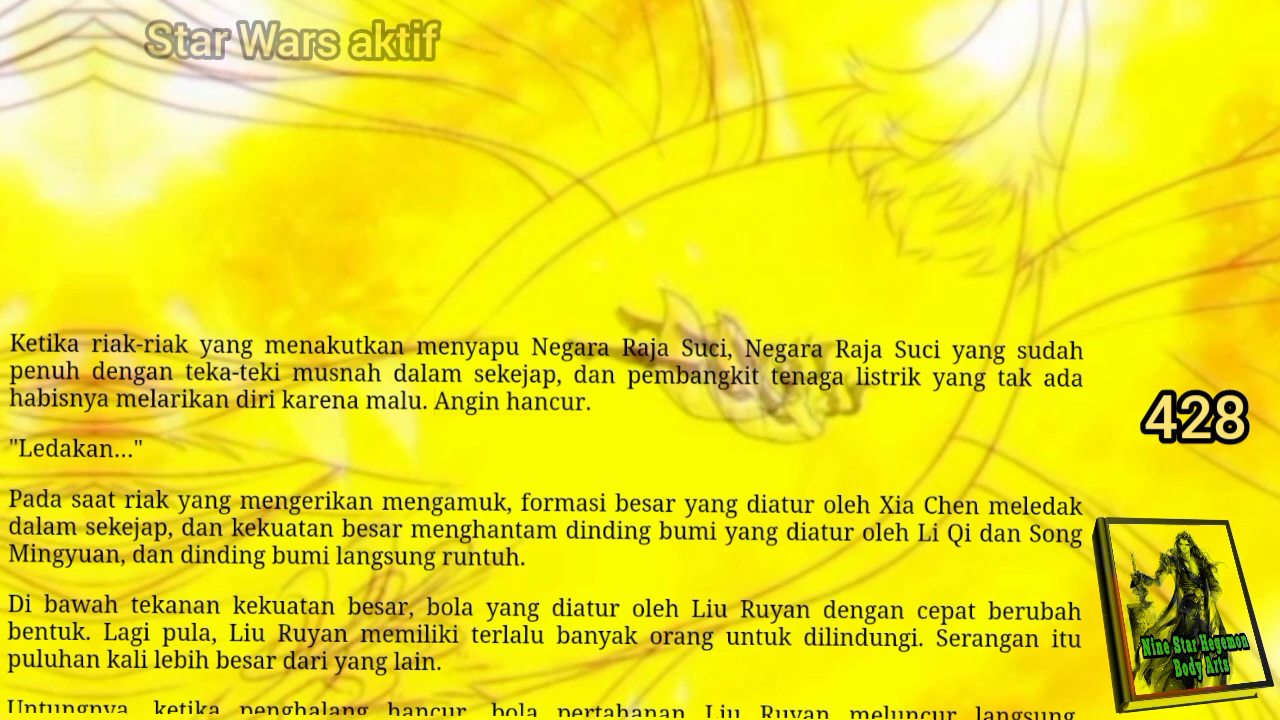 Star Wars aktif
Ketika riak-riak yang menakutkan menyapu Negara Raja Suci, Negara Raja Suci yang sudah
penuh dengan teka-teki musnah dalam sekejap, dan pembangkit tenaga listrik yang tak ada
habisnya melarikan diri karena malu. Angin hancur.
"Ledakan..."
Pada saat riak yang mengerikan mengamuk, formasi besar yang diatur oleh Xia Chen meledak
dalam sekejap, dan kekuatan besar menghantam dinding bumi yang diatur oleh Li Qi dan Song
Mingyuan, dan dinding bumi langsung runtuh.
Di bawah tekanan kekuatan besar, bola yang diatur oleh Liu Ruyan dengan cepat berubah
bentuk. Lagi pula, Liu Ruyan memiliki terlalu banyak orang untuk dilindungi. Serangan itu
puluhan kali lebih besar dari yang lain.
Untungnya, ketika penghalang hancur, bola pertahanan Liu Ruyan meluncur langsung,
428
Nine Star Hegemon
Body Arts